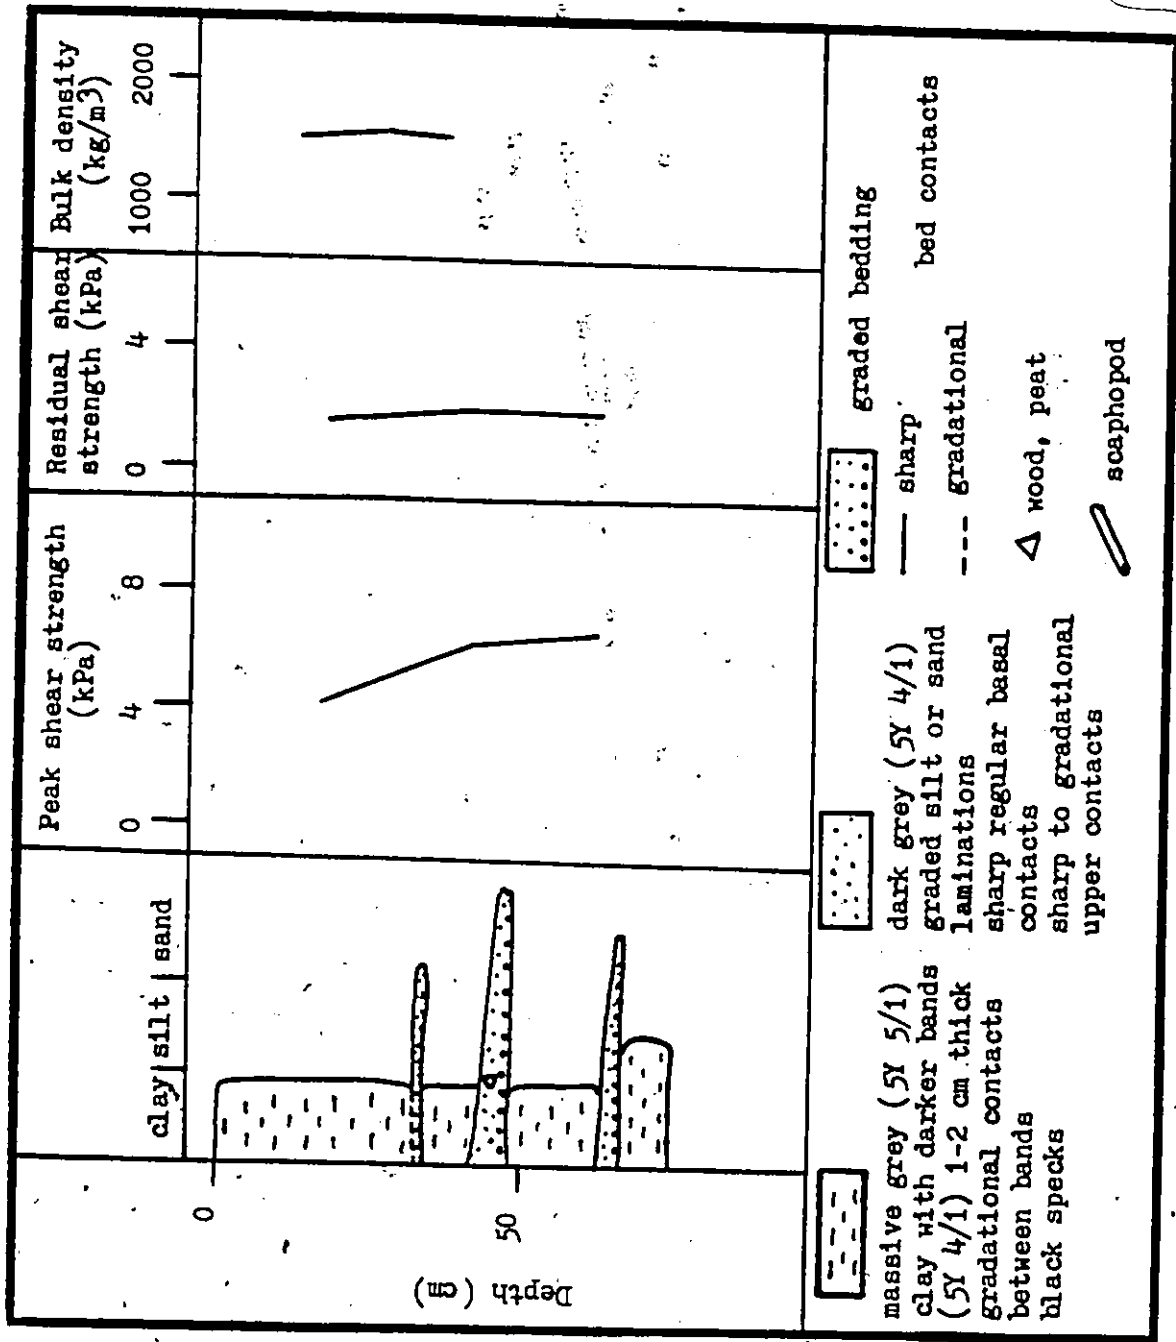 Depth (cm)
0
50
clay silt sand
Peak shear strength
(kPa)
0 4 8
Residual shear
strength (kPa)
0 4
Bulk density
(kg/m3)
1000 2000
massive grey (5Y 5/1)
clay with darker bands
(5Y 4/1) 1-2 cm thick
gradational contacts
between bands
black specks
dark grey (5Y 4/1)
graded silt or sand
laminations
sharp regular basal
contacts
sharp to gradational
upper contacts
graded bedding
sharp
bed contacts
gradational
wood, peat
scaphopod